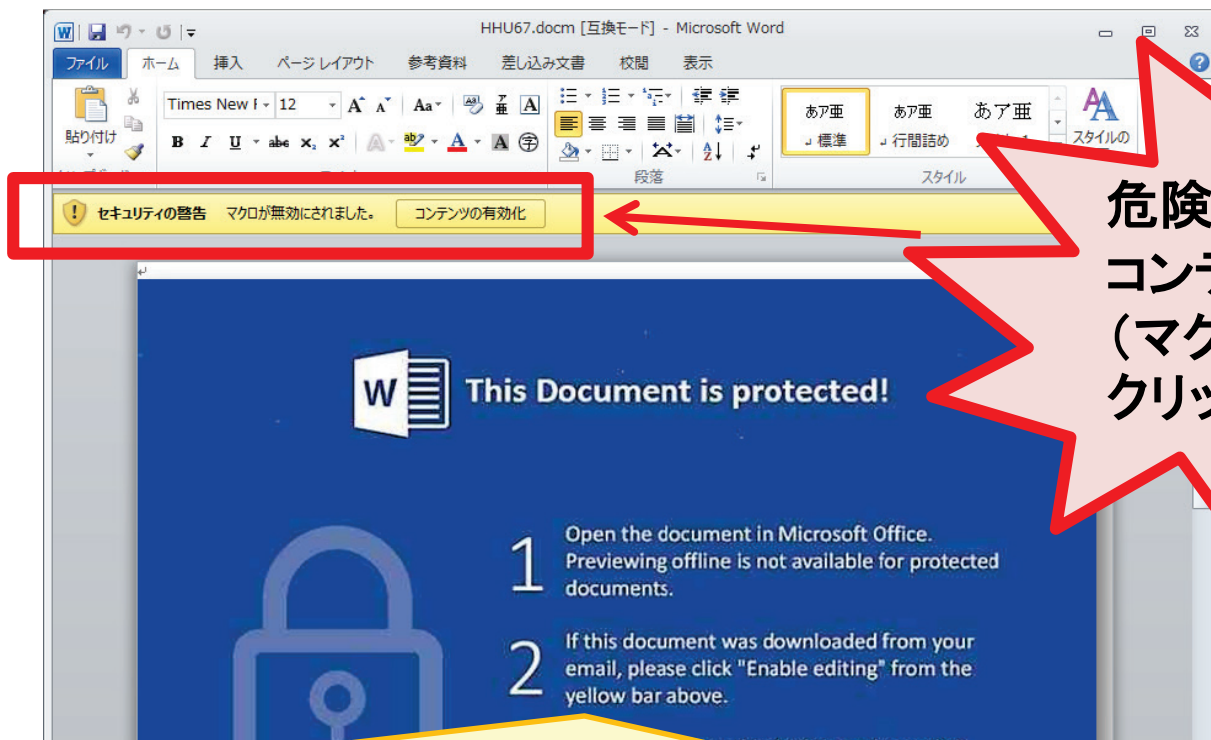 HHU67.docm [互換モード] - Microsoft Word
ファイル ホーム 挿入 ページ レイアウト 参考資料 差し込み文書 校閲 表示
貼り付け
Times New 12 A A Aa
B I U abc x₂ x² A ab A A 字
あア亜 あア亜 あア亜
標準 行間詰め
スタイルの
段落 スタイル
セキュリティの警告 マクロが無効にされました。 コンテンツの有効化
危険
コンテ
(マク
クリッ
W This Document is protected!
1 Open the document in Microsoft Office.
Previewing offline is not available for protected
documents.
2 If this document was downloaded from your
email, please click "Enable editing" from the
yellow bar above.